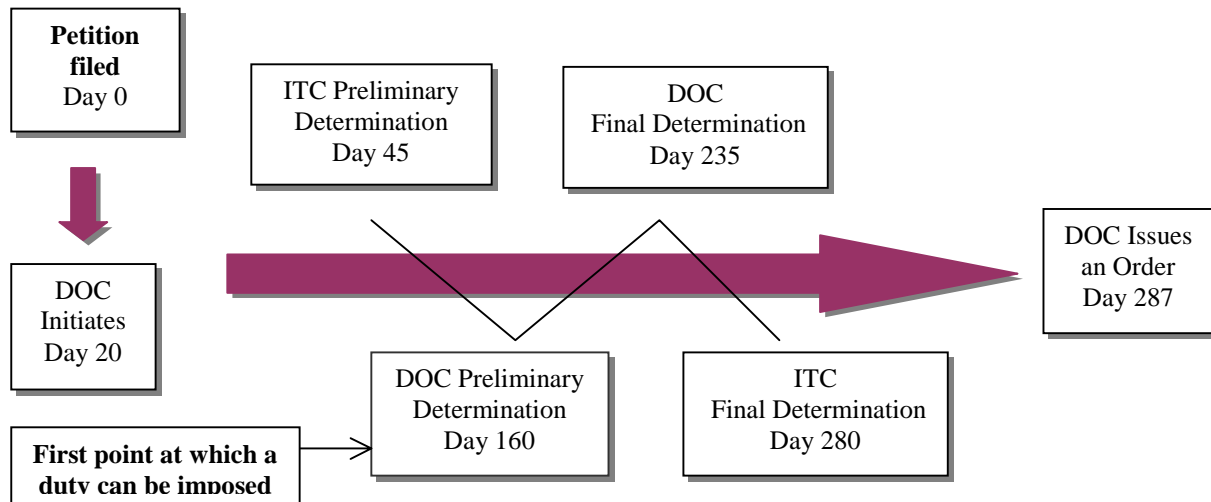 Petition
filed
Day 0
DOC
Initiates
Day 20
ITC Preliminary
Determination
Day 45
DOC Preliminary
Determination
Day 160
DOC
Final Determination
Day 235
ITC
Final Determination
Day 280
DOC Issues
an Order
Day 287
First point at which a
duty can be imposed